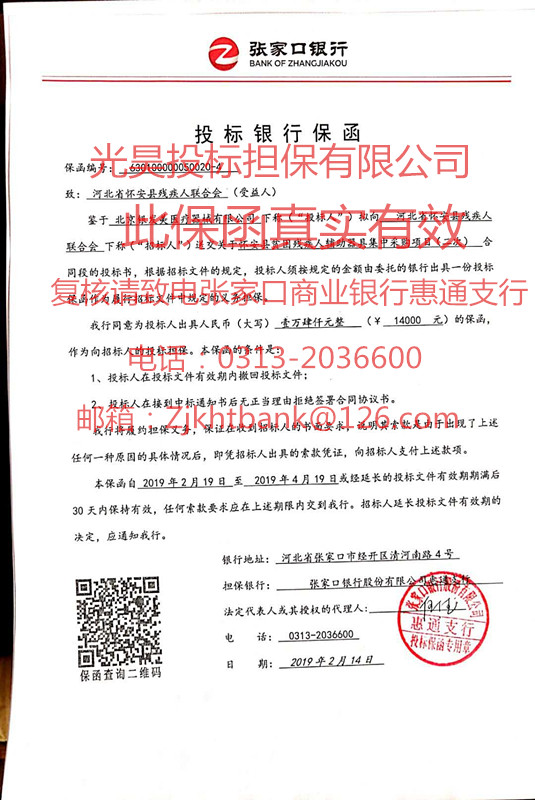 张家口银行
BANK OF ZHANGJIAKOU
投标银行保函
光昊投标担保有限公司
保函编号：630100000050020-4
致：河北省怀安县残疾人联合会（受益人）
此保函真实有效
鉴于 北京 医疗器械有限公司 下称（“投标人”）拟向 河北省怀安县残疾人
联合会 下称（“招标人”）送交关于怀安县贫困残疾人辅助器具集中采购项目（二次） 合
同段的投标书，根据招标文件的规定，投标人须按规定的金额由委托的银行出具一份投标
复核请致电张家口商业银行惠通支行
保函作为履行招标文件中规定的义务担保。
我行同意为投标人出具人民币（大写）壹万肆仟元整 （¥ 14000 元）的保函，
作为向招标人的投标担保。本保函的条件是：
电话：0313-2036600
1、投标人在投标文件有效期内撤回投标文件；
2、投标人在接到中标通知书后无正当理由拒绝签署合同协议书。
邮箱：Zjkhtbank@126.com
我行将履约担保义务，保证在收到招标人的书面要求，说明其索款是由于出现了上述
任何一种原因的具体情况后，即凭招标人出具的索款凭证，向招标人支付上述款项。
本保函自 2019 年 2 月 19 日 至 2019 年 4 月 19 日或经延长的投标文件有效期期满后
30 天内保持有效，任何索款要求应在上述期限内交到我行。招标人延长投标文件有效期的
决定，应通知我行。
银行地址：河北省张家口市经开区清河南路 4 号
担保银行：张家口银行股份有限公司惠通支行
法定代表人或其授权的代理人：
电 话：0313-2036600
日 期：2019 年 2 月 14 日
保函查询二维码
张家口银行股份有限公司
惠通支行
投标保函专用章